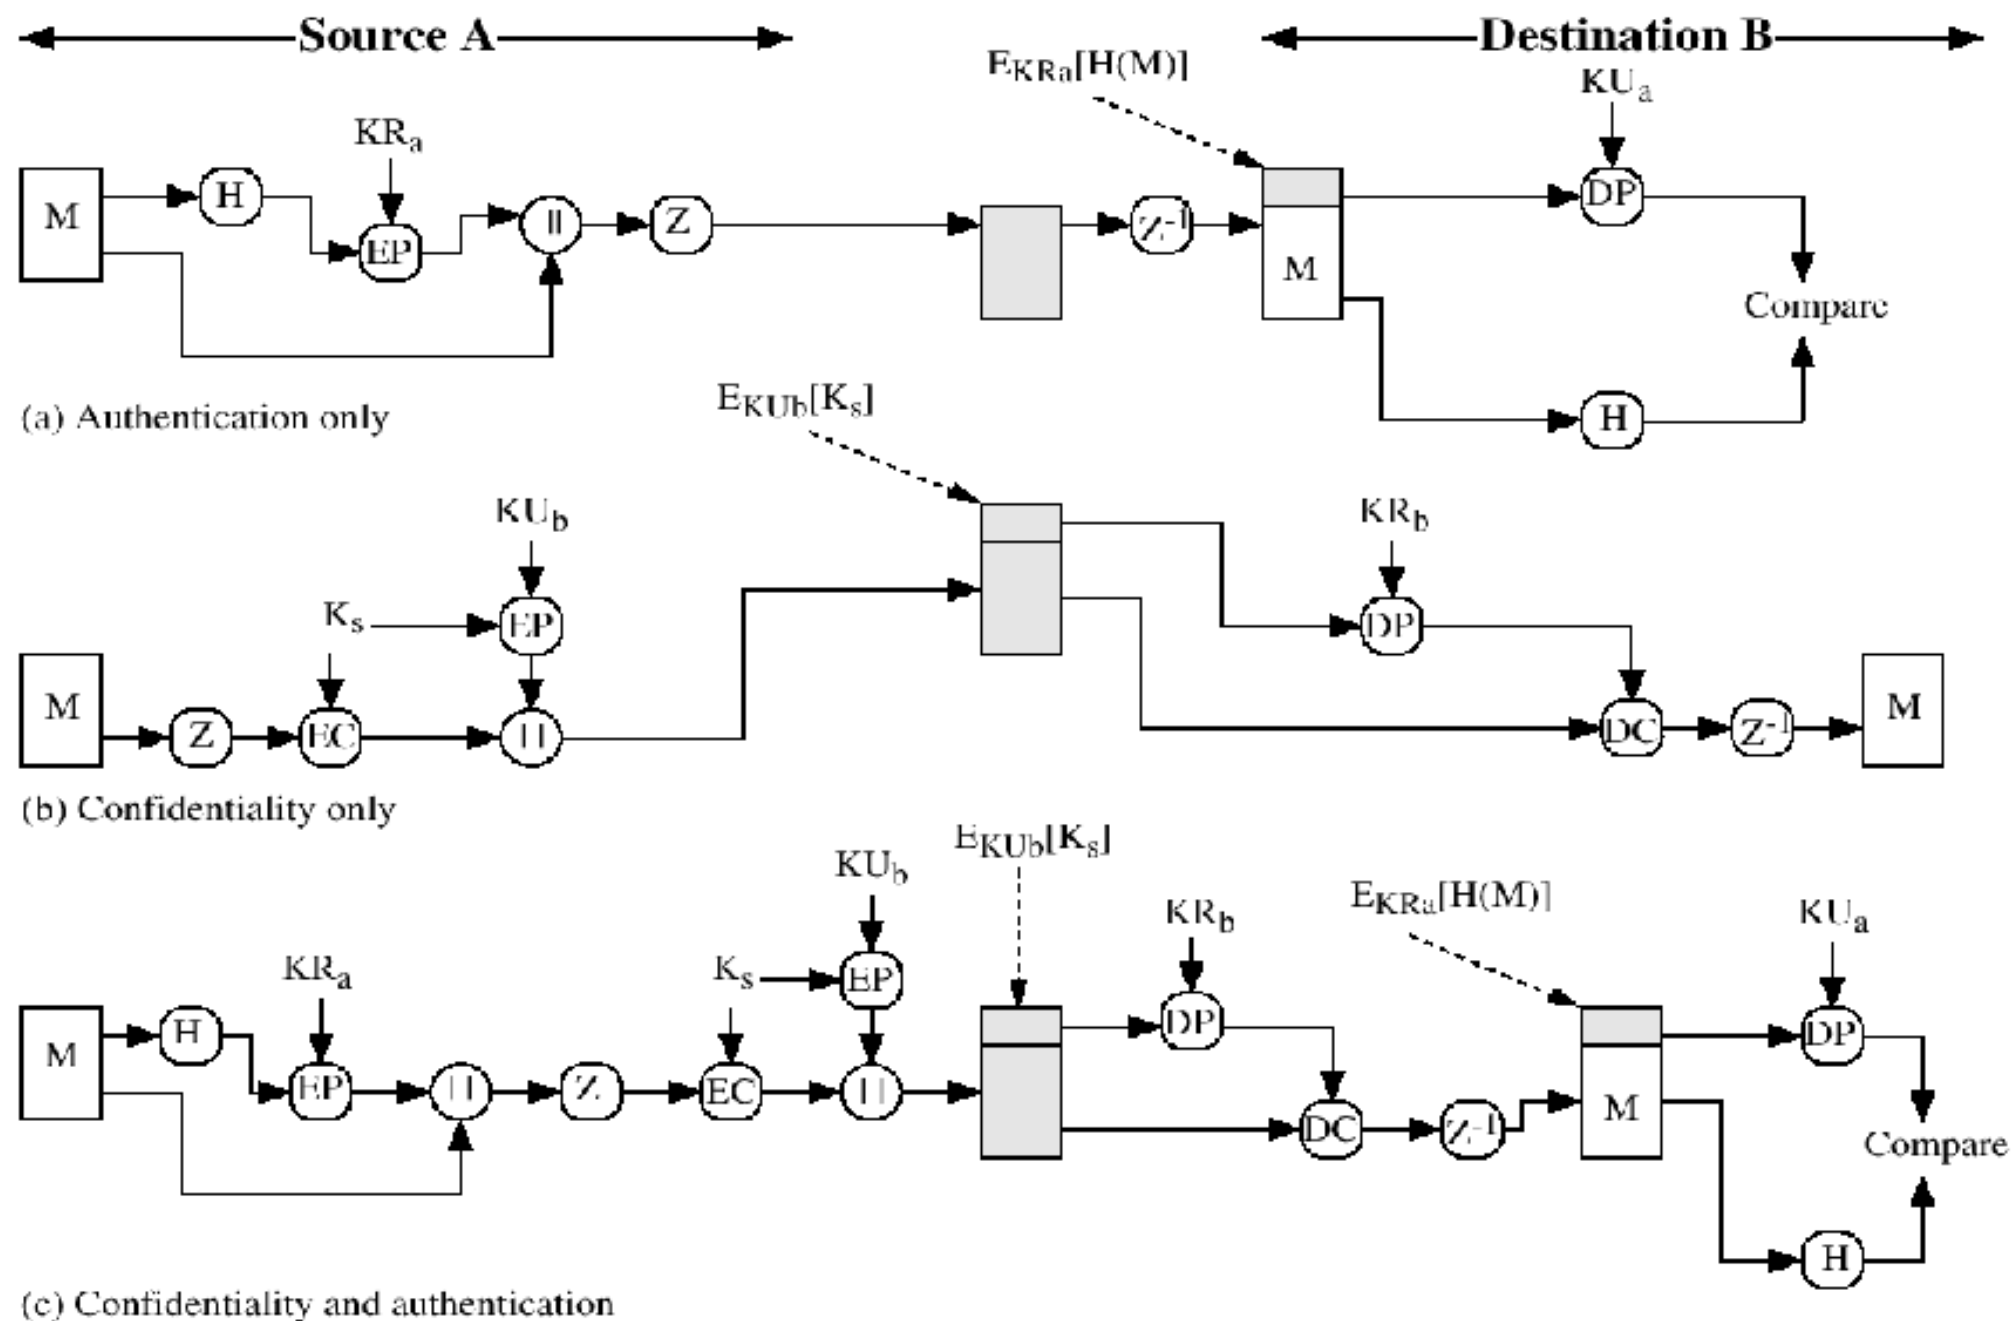 Source A
Destination B
E_KRa[H(M)]
KU_a
KR_a
M
H
EP
||
Z
Z^-1
M
DP
Compare
H
(a) Authentication only
E_KUb[K_s]
KU_b
KR_b
K_s
EP
DP
M
Z
EC
||
DC
Z^-1
M
(b) Confidentiality only
E_KUb[K_s]
KU_b
E_KRa[H(M)]
KR_b
KU_a
KR_a
K_s
EP
M
H
EP
||
Z
EC
||
DP
DC
Z^-1
M
DP
Compare
H
(c) Confidentiality and authentication